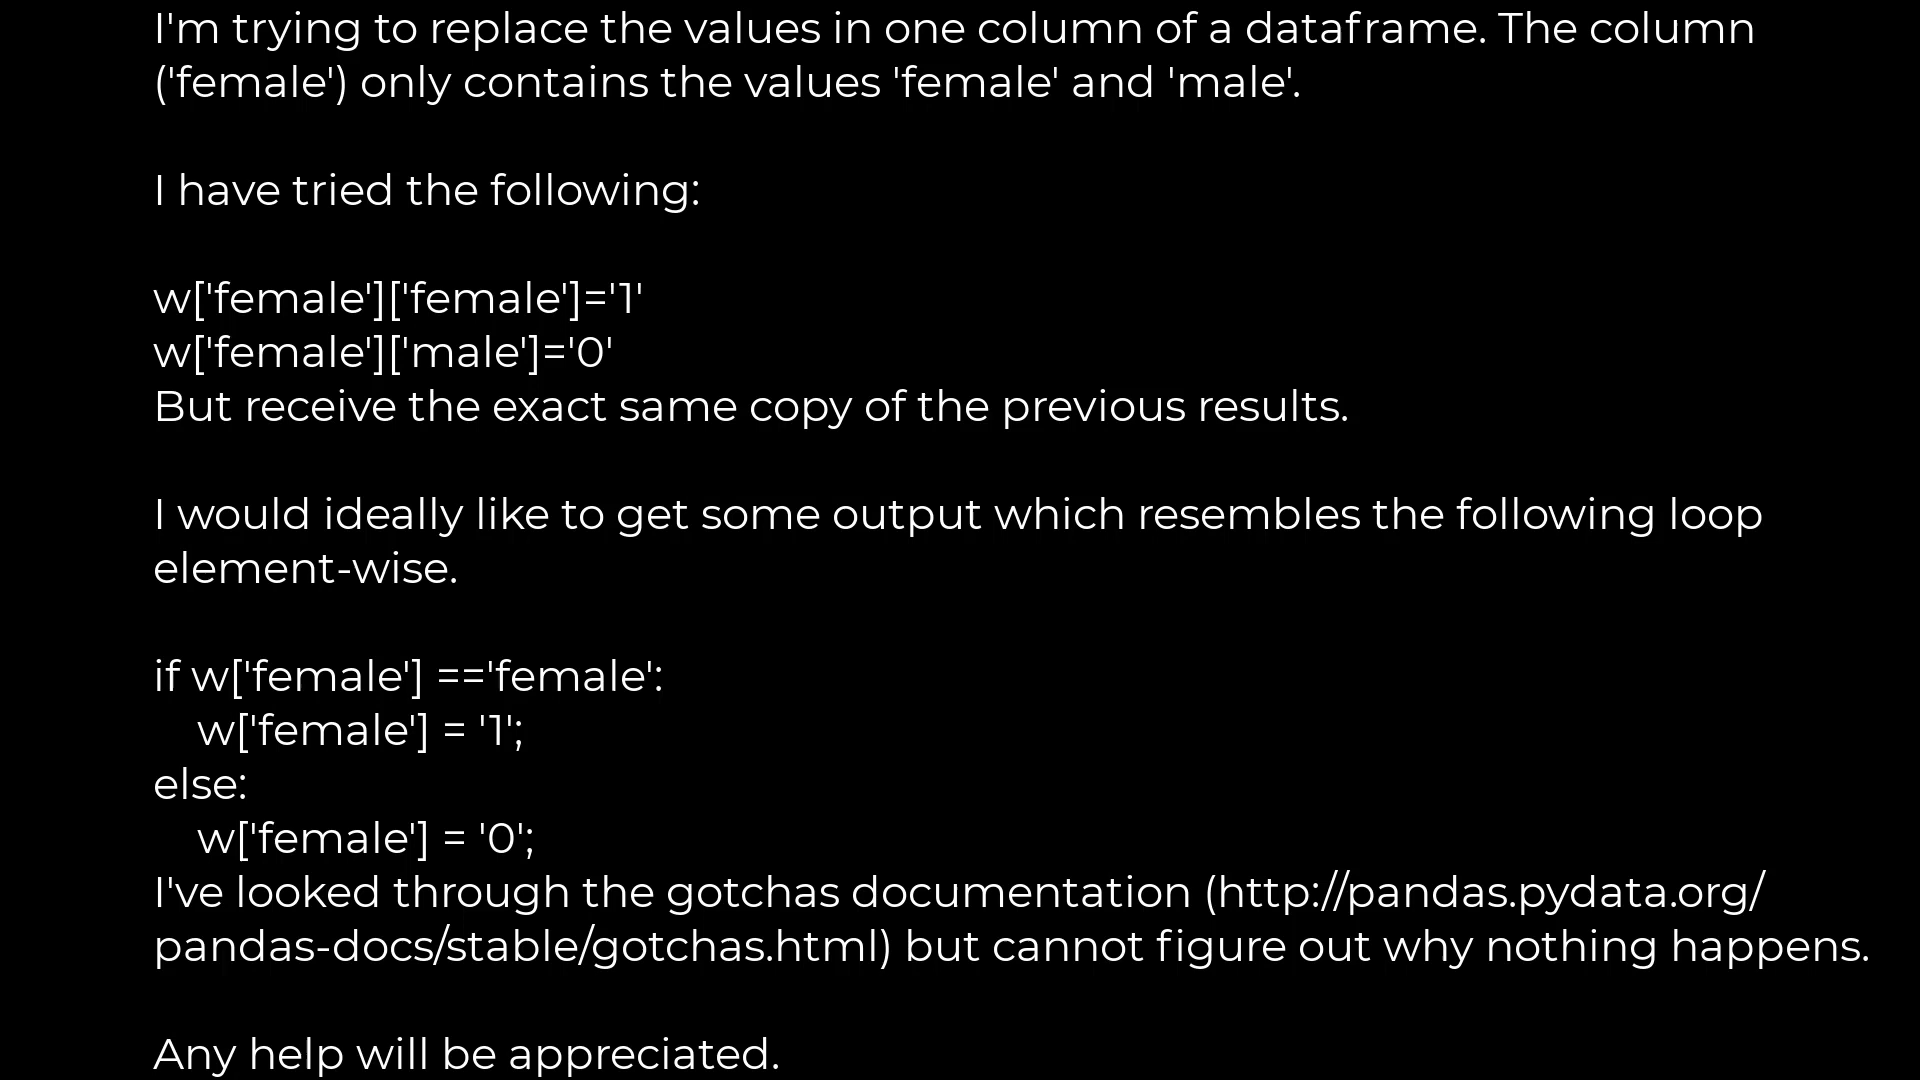 I'm trying to replace the values in one column of a dataframe. The column
('female') only contains the values 'female' and 'male'.
I have tried the following:
w['female']['female']='1'
w['female']['male']='0'
But receive the exact same copy of the previous results.
I would ideally like to get some output which resembles the following loop
element-wise.
if w['female'] =='female':
    w['female'] = '1';
else:
    w['female'] = '0';
I've looked through the gotchas documentation (http://pandas.pydata.org/
pandas-docs/stable/gotchas.html) but cannot figure out why nothing happens.
Any help will be appreciated.